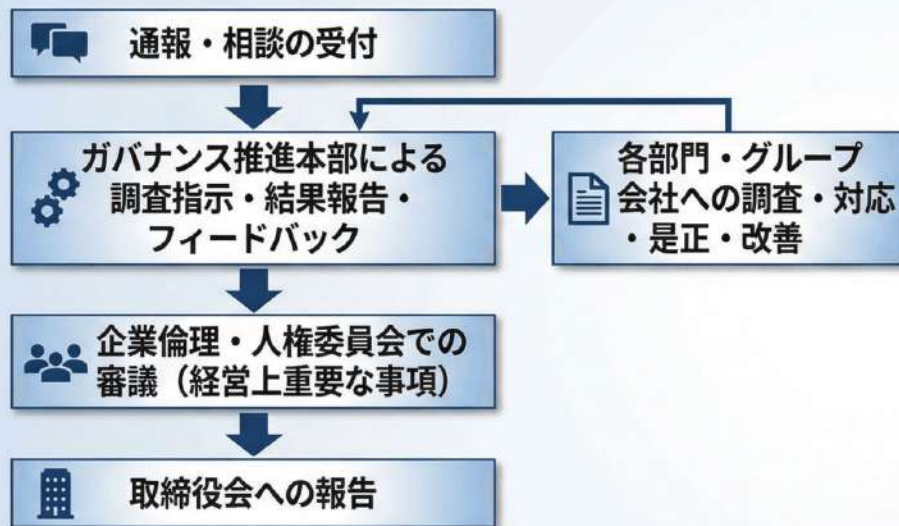 通報・相談の受付
ガバナンス推進本部による
調査指示・結果報告・
フィードバック
各部門・グループ
会社への調査・対応
・是正・改善
企業倫理・人権委員会での
審議（経営上重要な事項）
取締役会への報告